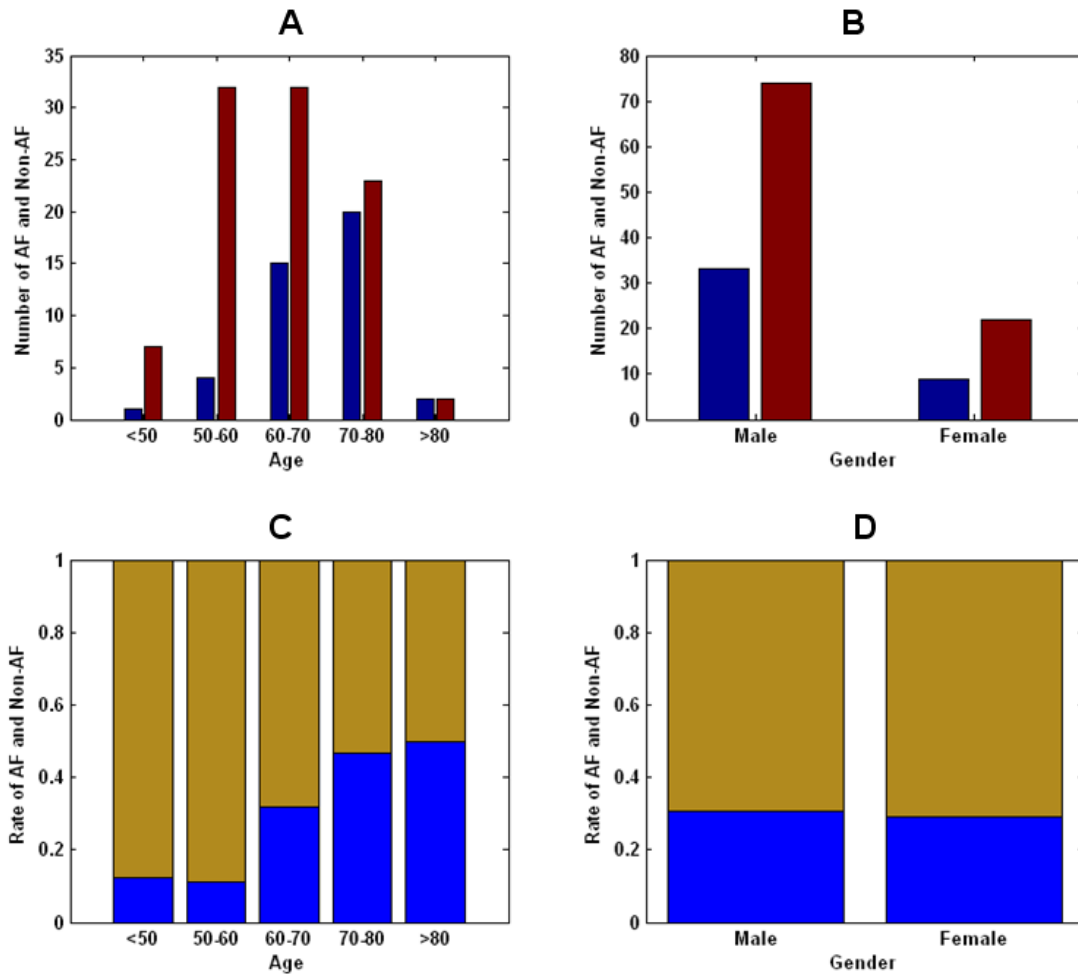 A
Number of AF and Non-AF
35
30
25
20
15
10
5
0
<50 50-60 60-70 70-80 >80
Age
B
Number of AF and Non-AF
80
70
60
50
40
30
20
10
0
Male Female
Gender
C
Rate of AF and Non-AF
1
0.8
0.6
0.4
0.2
0
<50 50-60 60-70 70-80 >80
Age
D
Rate of AF and Non-AF
1
0.8
0.6
0.4
0.2
0
Male Female
Gender